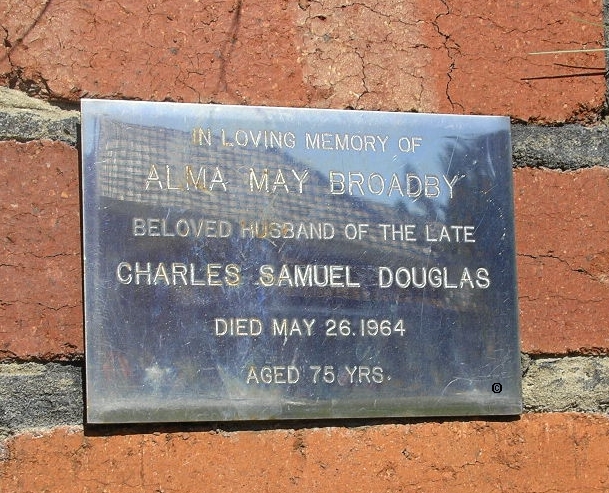 IN LOVING MEMORY OF
ALMA MAY BROADBY
BELOVED HUSBAND OF THE LATE
CHARLES SAMUEL DOUGLAS
DIED MAY 26.1964
AGED 75 YRS.
©